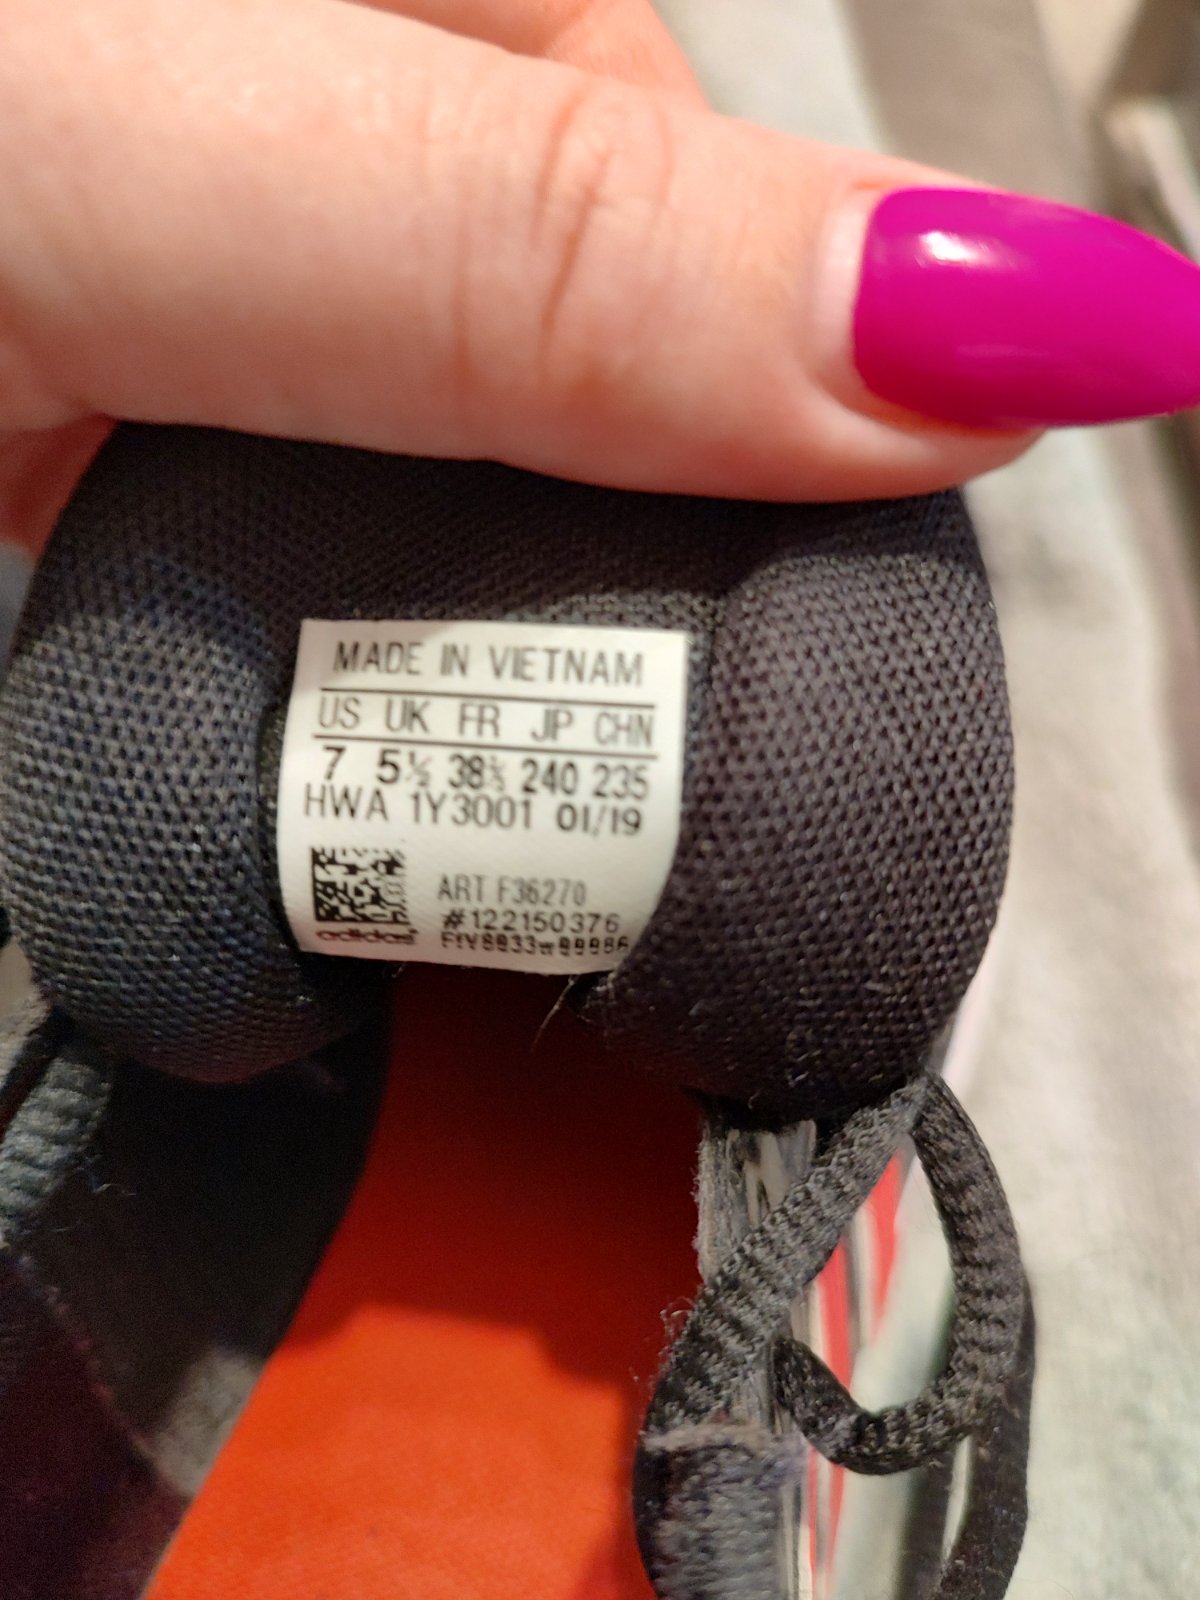 MADE IN VIETNAM
US UK FR JP CHN
7 5½ 38⅔ 240 235
HWA 1Y3001 01/19
ART F36270
#122150376
adidas